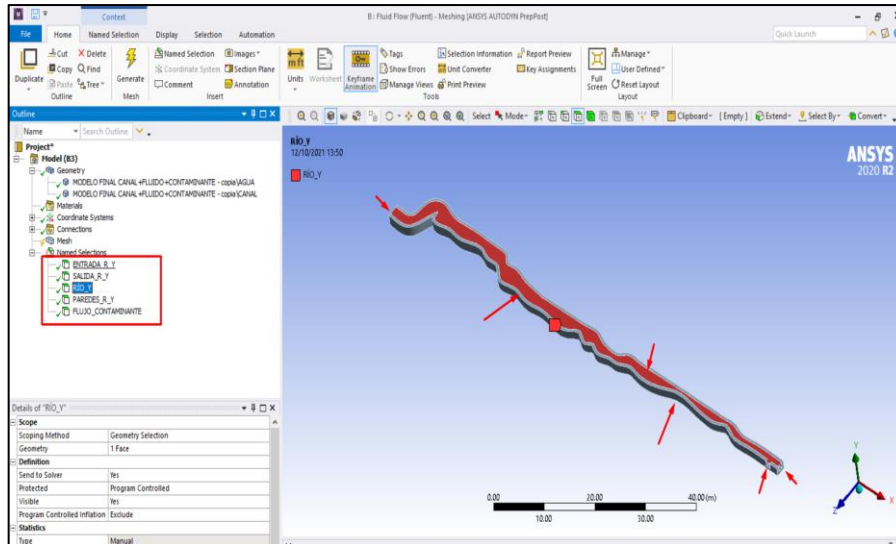 Context
B : Fluid Flow (Fluent) - Meshing [ANSYS AUTODYN PrepPost]
File Home Named Selection Display Selection Automation
Quick Launch
Duplicate
Cut
Copy
Paste
Delete
Find
Tree
Outline
Generate
Mesh
Named Selection
Coordinate System
Comment
Images
Section Plane
Annotation
Insert
Units
Worksheet
Keyframe Animation
Tags
Show Errors
Manage Views
Selection Information
Unit Converter
Print Preview
Report Preview
Key Assignments
Tools
Full Screen
Manage
User Defined
Reset Layout
Layout
Outline
Name Search Outline
Select Mode Clipboard [Empty] Extend Select By Convert
Project*
Model (B3)
Geometry
MODELO FINAL CANAL+FLUIDO+CONTAMINANTE - copia\AGUA
MODELO FINAL CANAL+FLUIDO+CONTAMINANTE - copia\CANAL
Materials
Coordinate Systems
Connections
Mesh
Named Selections
ENTRADA_R_Y
SALIDA_R_Y
RÍO_Y
PAREDES_R_Y
FLUJO_CONTAMINANTE
RÍO_Y
12/10/2021 13:50
RÍO_Y
ANSYS
2020 R2
Details of "RÍO_Y"
Scope
Scoping Method Geometry Selection
Geometry 1 Face
Definition
Send to Solver Yes
Protected Program Controlled
Visible Yes
Program Controlled Inflation Exclude
Statistics
Type Manual
0.00 20.00 40.00 (m)
10.00 30.00
Y
X
Z